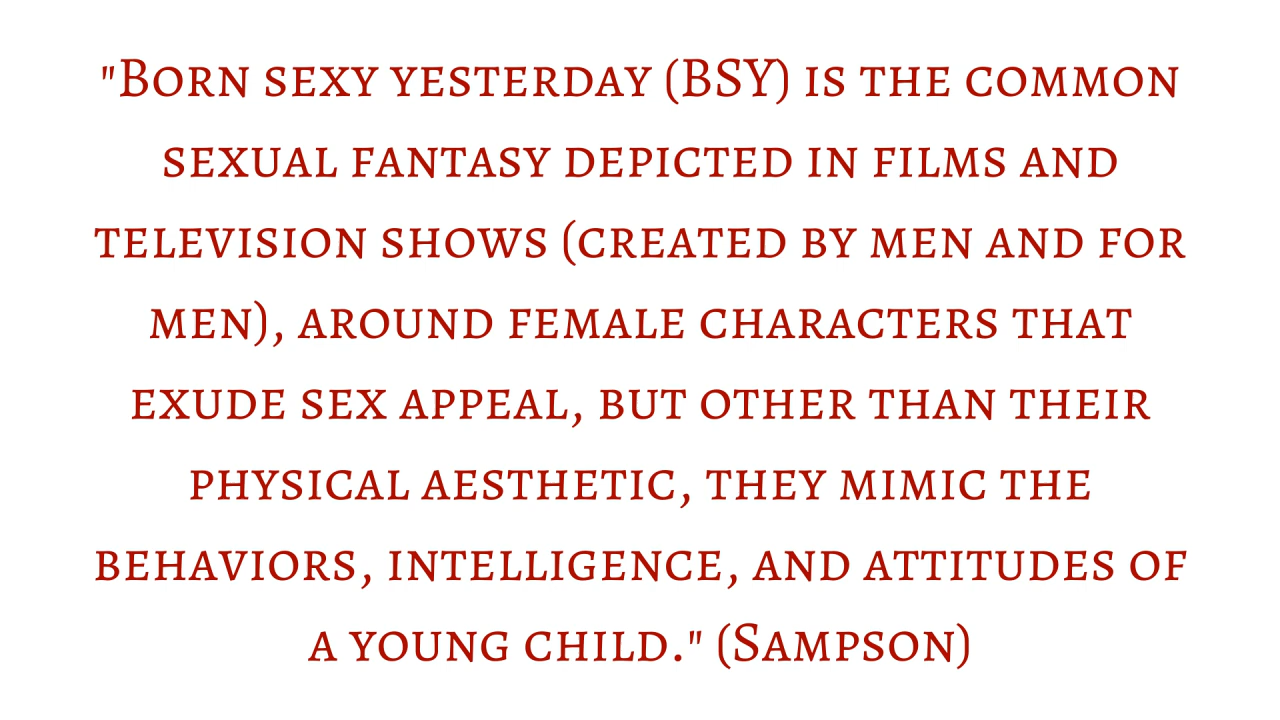 "Born sexy yesterday (BSY) is the common
sexual fantasy depicted in films and
television shows (created by men and for
men), around female characters that
exude sex appeal, but other than their
physical aesthetic, they mimic the
behaviors, intelligence, and attitudes of
a young child." (Sampson)